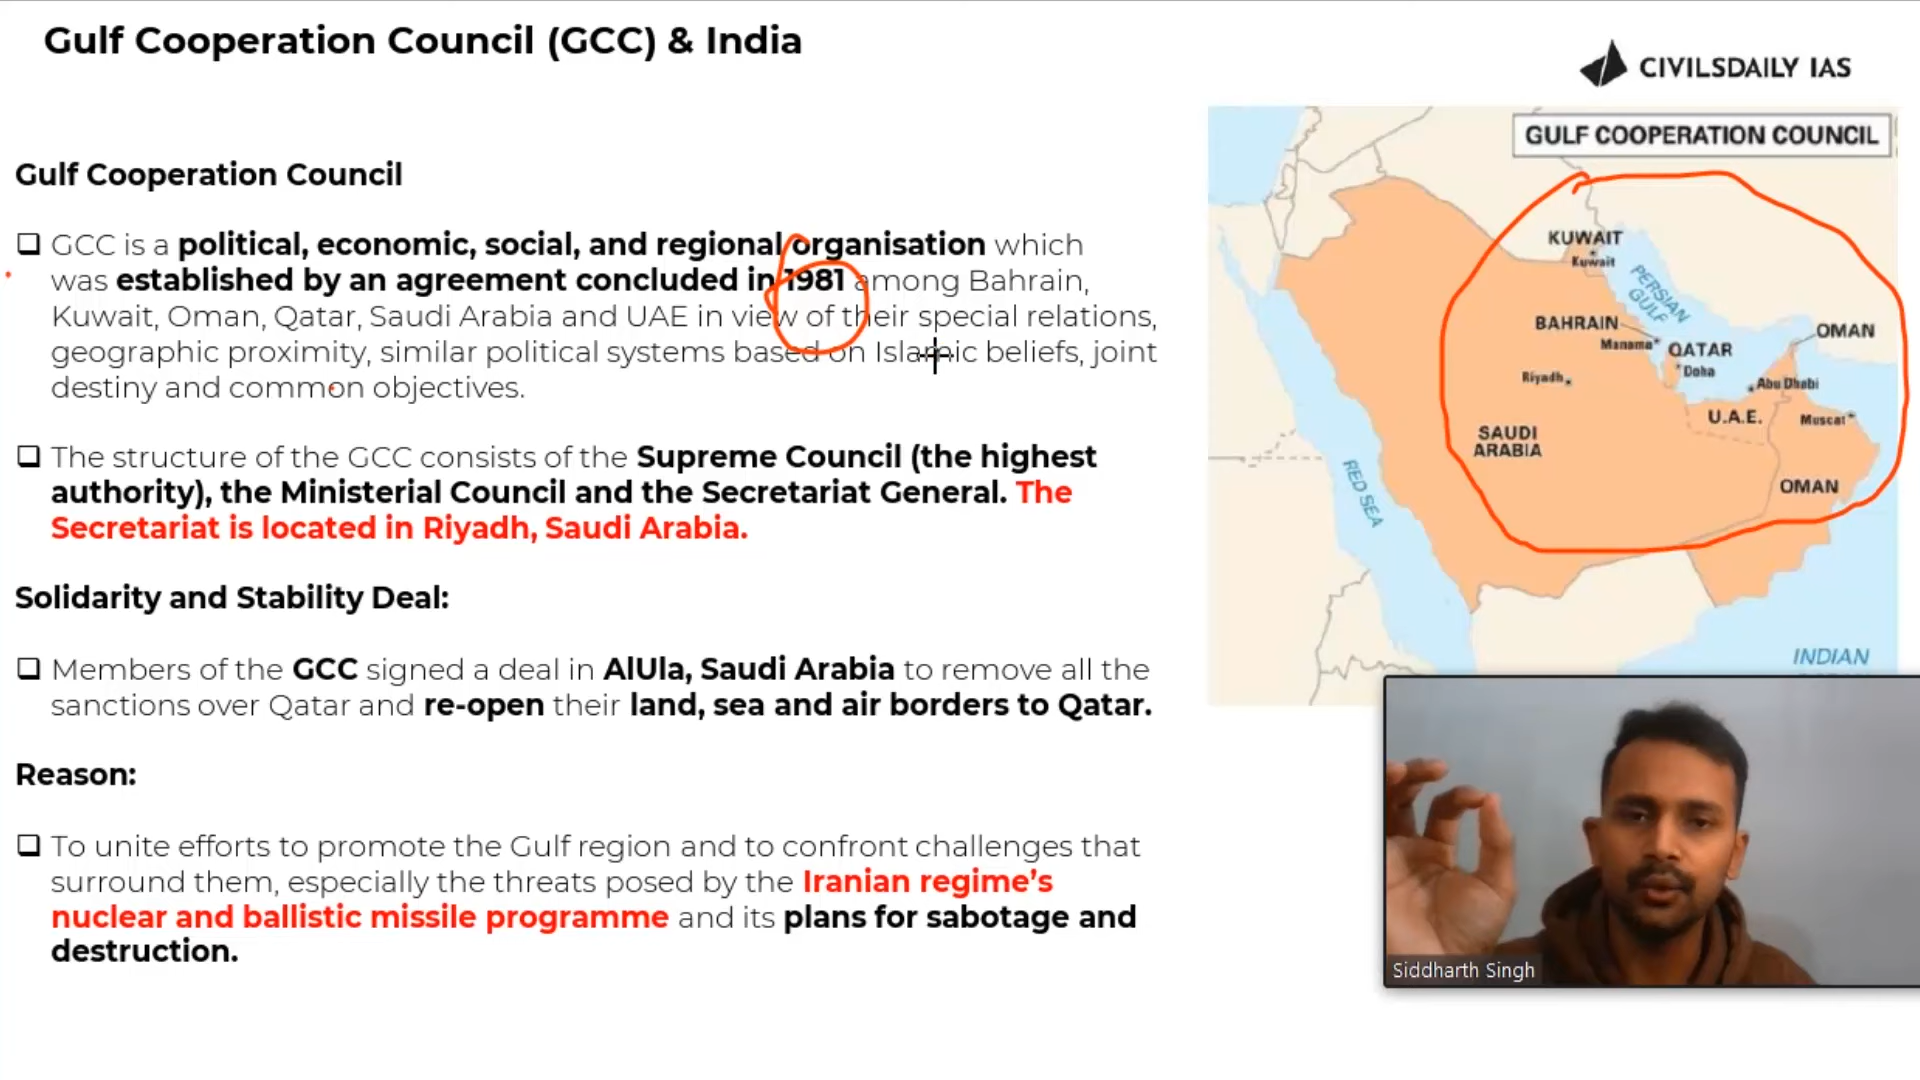 Gulf Cooperation Council (GCC) & India
CIVILSDAILY IAS
Gulf Cooperation Council
GCC is a political, economic, social, and regional organisation which
was established by an agreement concluded in 1981 among Bahrain,
Kuwait, Oman, Qatar, Saudi Arabia and UAE in view of their special relations,
geographic proximity, similar political systems based on Islamic beliefs, joint
destiny and common objectives.
The structure of the GCC consists of the Supreme Council (the highest
authority), the Ministerial Council and the Secretariat General. The
Secretariat is located in Riyadh, Saudi Arabia.
Solidarity and Stability Deal:
Members of the GCC signed a deal in AlUla, Saudi Arabia to remove all the
sanctions over Qatar and re-open their land, sea and air borders to Qatar.
Reason:
To unite efforts to promote the Gulf region and to confront challenges that
surround them, especially the threats posed by the Iranian regime's
nuclear and ballistic missile programme and its plans for sabotage and
destruction.
GULF COOPERATION COUNCIL
KUWAIT
Kuwait
PERSIAN
GULF
BAHRAIN
Manama
OMAN
QATAR
Doha
Riyadh
Abu Dhabi
U.A.E.
Muscat
SAUDI
ARABIA
RED SEA
OMAN
INDIAN
Siddharth Singh